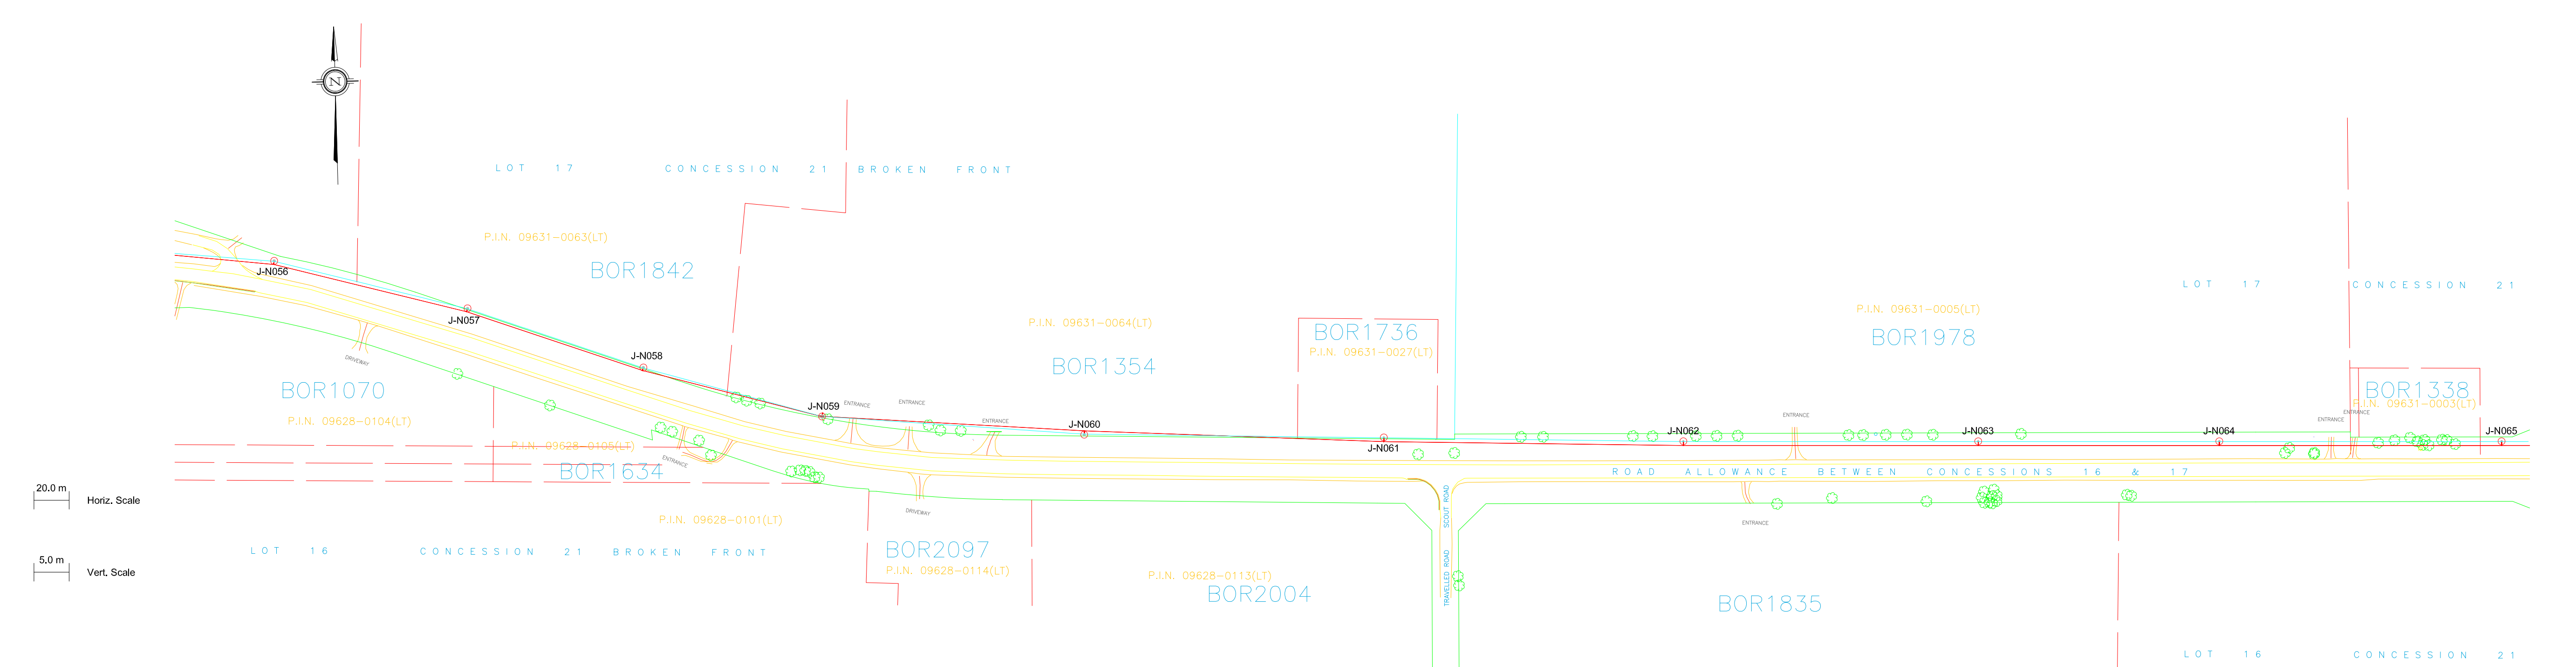 N
LOT 17 CONCESSION 21 BROKEN FRONT
P.I.N. 09631-0063(LT)
BOR1842
J-N056
J-N057
J-N058
J-N059
J-N060
J-N061
J-N062
J-N063
J-N064
J-N065
LOT 17 CONCESSION 21
P.I.N. 09631-0064(LT)
BOR1354
BOR1736
P.I.N. 09631-0027(LT)
P.I.N. 09631-0005(LT)
BOR1978
BOR1338
P.I.N. 09631-0003(LT)
ENTRANCE
ENTRANCE
ENTRANCE
ENTRANCE
ENTRANCE
ENTRANCE
DRIVEWAY
BOR1070
P.I.N. 09628-0104(LT)
P.I.N. 09628-0105(LT)
BOR1634
ENTRANCE
ROAD ALLOWANCE BETWEEN CONCESSIONS 16 & 17
20.0 m
Horiz. Scale
5.0 m
Vert. Scale
P.I.N. 09628-0101(LT)
LOT 16 CONCESSION 21 BROKEN FRONT
DRIVEWAY
BOR2097
P.I.N. 09628-0114(LT)
P.I.N. 09628-0113(LT)
BOR2004
TRAVELLED ROAD SCOUT ROAD
ENTRANCE
BOR1835
LOT 16 CONCESSION 21